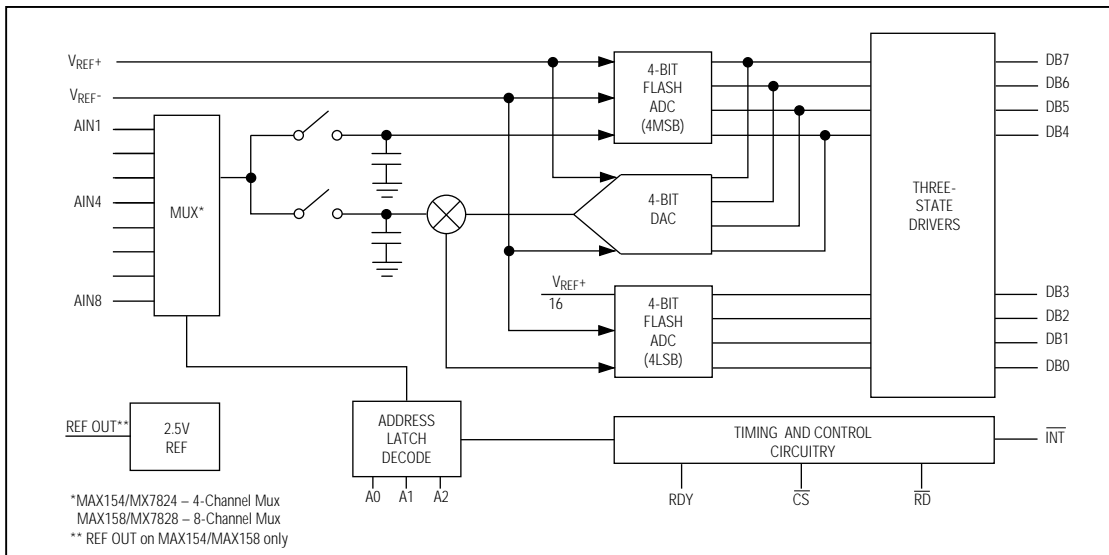 VREF+
VREF-
AIN1
AIN4
AIN8
MUX*
4-BIT
FLASH
ADC
(4MSB)
4-BIT
DAC
VREF+
16
4-BIT
FLASH
ADC
(4LSB)
THREE-
STATE
DRIVERS
DB7
DB6
DB5
DB4
DB3
DB2
DB1
DB0
REF OUT**
2.5V
REF
ADDRESS
LATCH
DECODE
A0 A1 A2
TIMING AND CONTROL
CIRCUITRY
INT
RDY CS RD
*MAX154/MX7824 – 4-Channel Mux
MAX158/MX7828 – 8-Channel Mux
** REF OUT on MAX154/MAX158 only